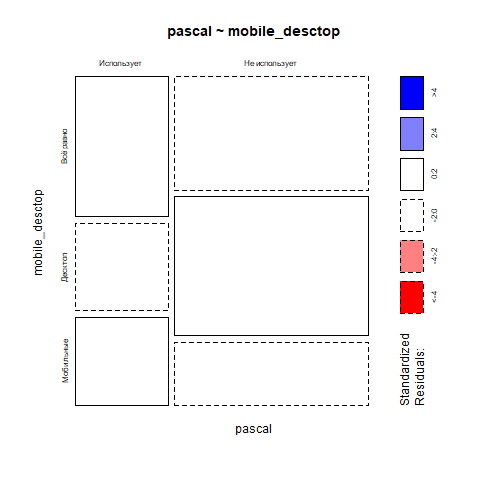 pascal ~ mobile_desctop
Использует
Не использует
Всё равно
Десктоп
Мобильные
mobile_desctop
pascal
>4
2:4
0:2
-2:0
-4:-2
<-4
Standardized
Residuals: